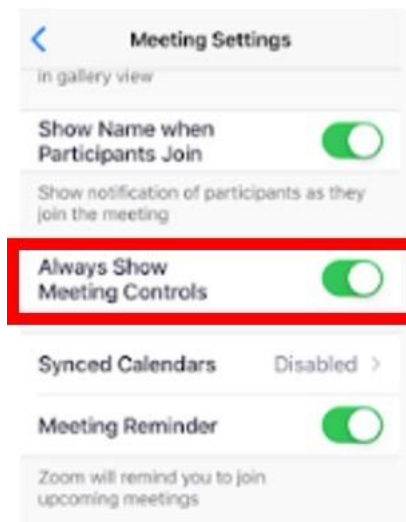 Meeting Settings
in gallery view
Show Name when
Participants Join
Show notification of participants as they
join the meeting
Always Show
Meeting Controls
Synced Calendars Disabled >
Meeting Reminder
Zoom will remind you to join
upcoming meetings